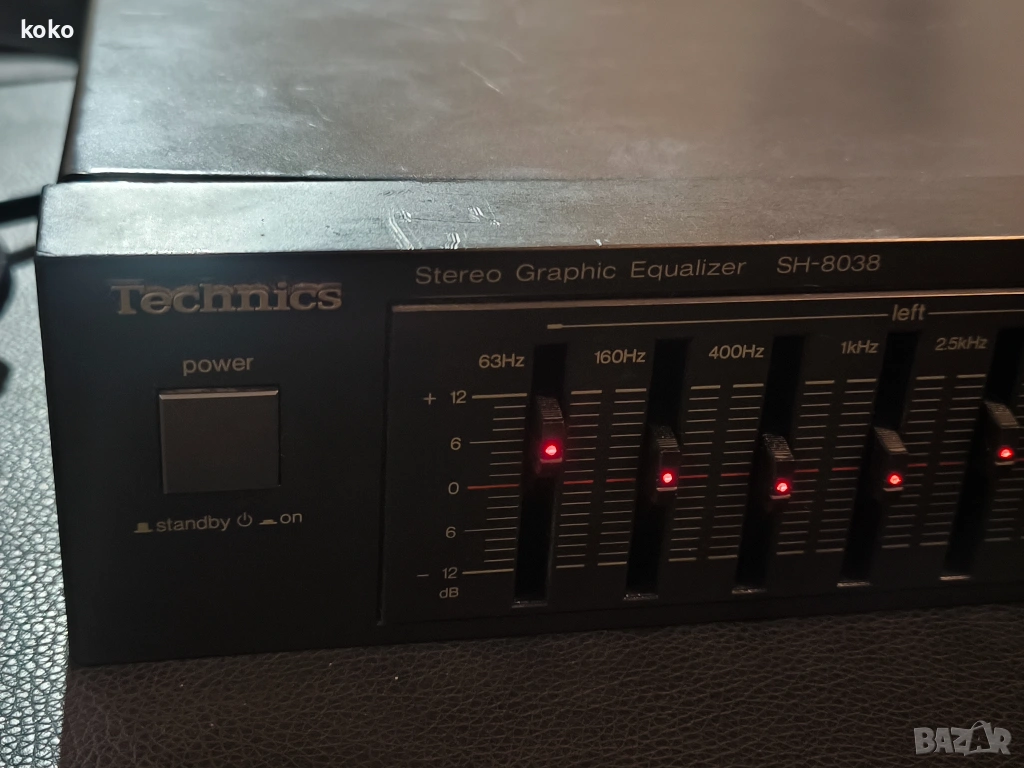 koko
Technics
Stereo Graphic Equalizer SH-8038
left
power
63Hz 160Hz 400Hz 1kHz 2.5kHz
+ 12
6
0
6
- 12
dB
standby on
BAZAR